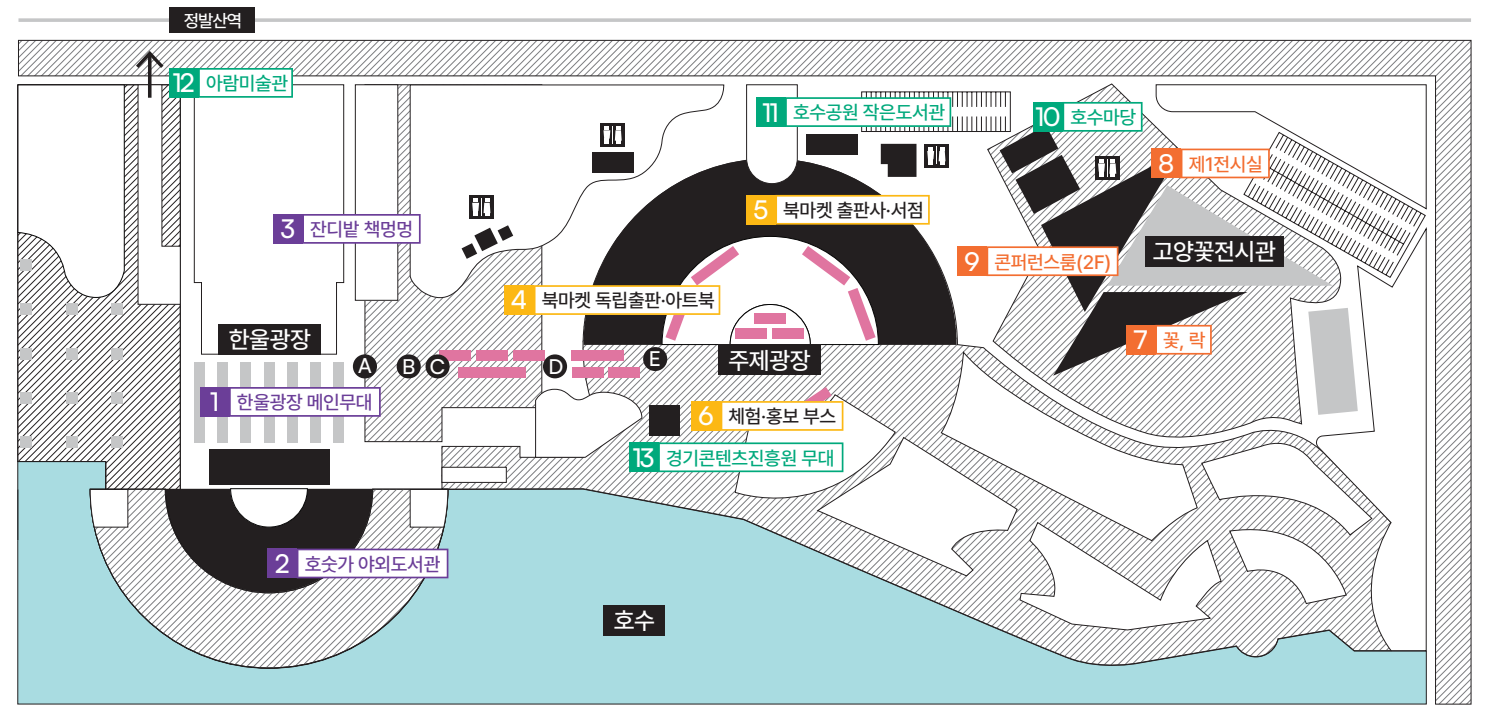 정발산역
12 아람미술관
11 호수공원 작은도서관
10 호수마당
8 제1전시실
5 북마켓 출판사·서점
3 잔디밭 책멍멍
고양꽃전시관
9 콘퍼런스룸(2F)
4 북마켓 독립출판·아트북
한울광장
7 꽃, 락
주제광장
A
B
C
D
E
1 한울광장 메인무대
6 체험·홍보 부스
13 경기콘텐츠진흥원 무대
2 호숫가 야외도서관
호수